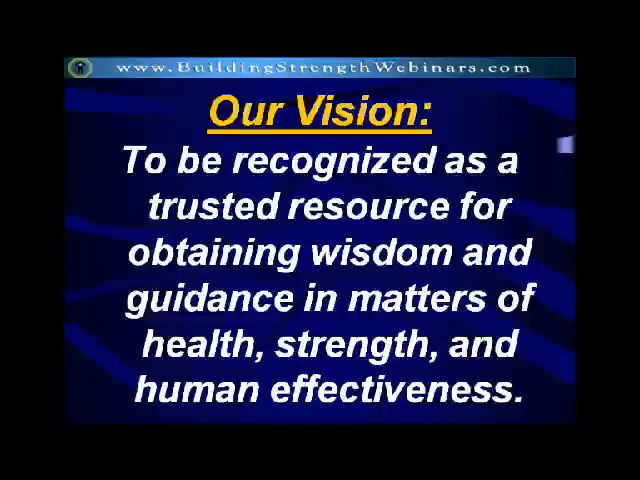 www.BuildingStrengthWebinars.com
Our Vision:
To be recognized as a
trusted resource for
obtaining wisdom and
guidance in matters of
health, strength, and
human effectiveness.